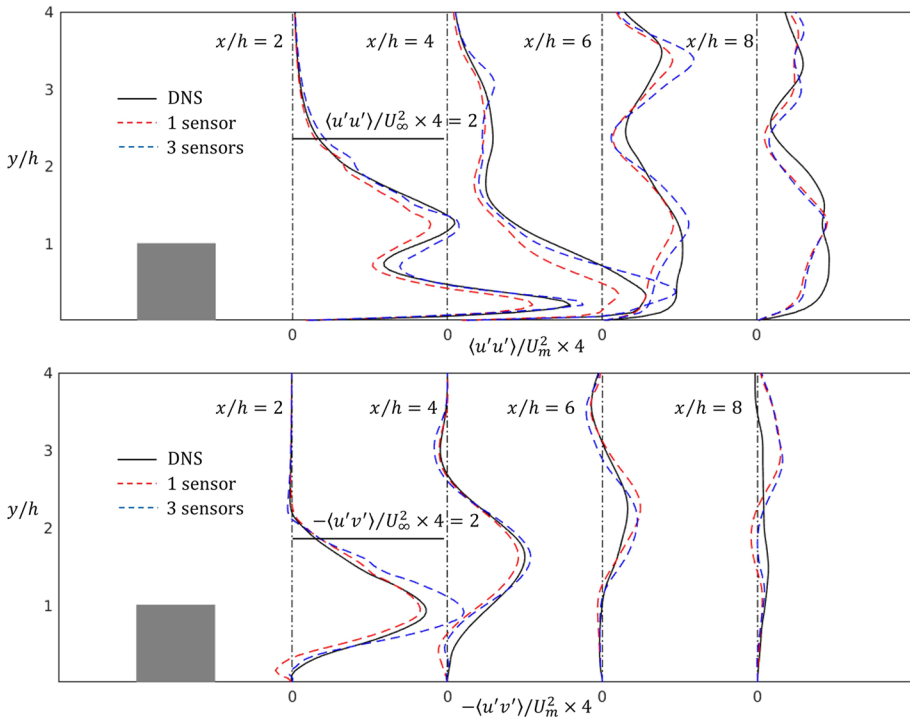 4
x/h = 2 x/h = 4 x/h = 6 x/h = 8
3
DNS
⟨u′u′⟩/U∞² × 4 = 2
1 sensor
3 sensors
y/h
2
1
0 0 0 0
⟨u′u′⟩/Uₘ² × 4
4
x/h = 2 x/h = 4 x/h = 6 x/h = 8
3
DNS
1 sensor
3 sensors
y/h
2
−⟨u′v′⟩/U∞² × 4 = 2
1
0 0 0 0
−⟨u′v′⟩/Uₘ² × 4